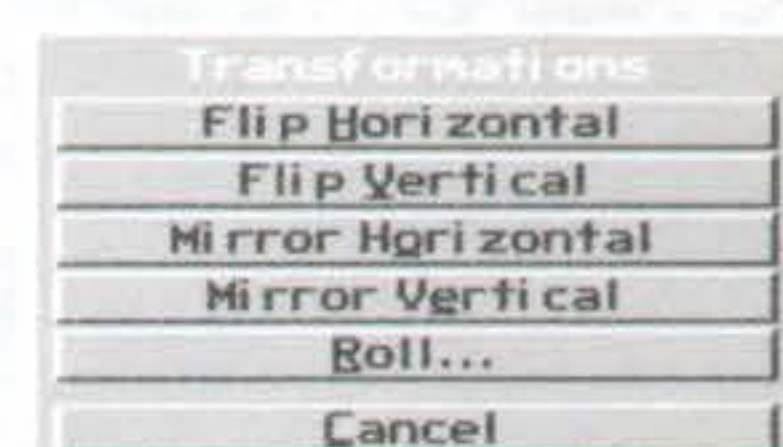 Transformations
Flip Horizontal
Flip Vertical
Mirror Horizontal
Mirror Vertical
Roll...
Cancel